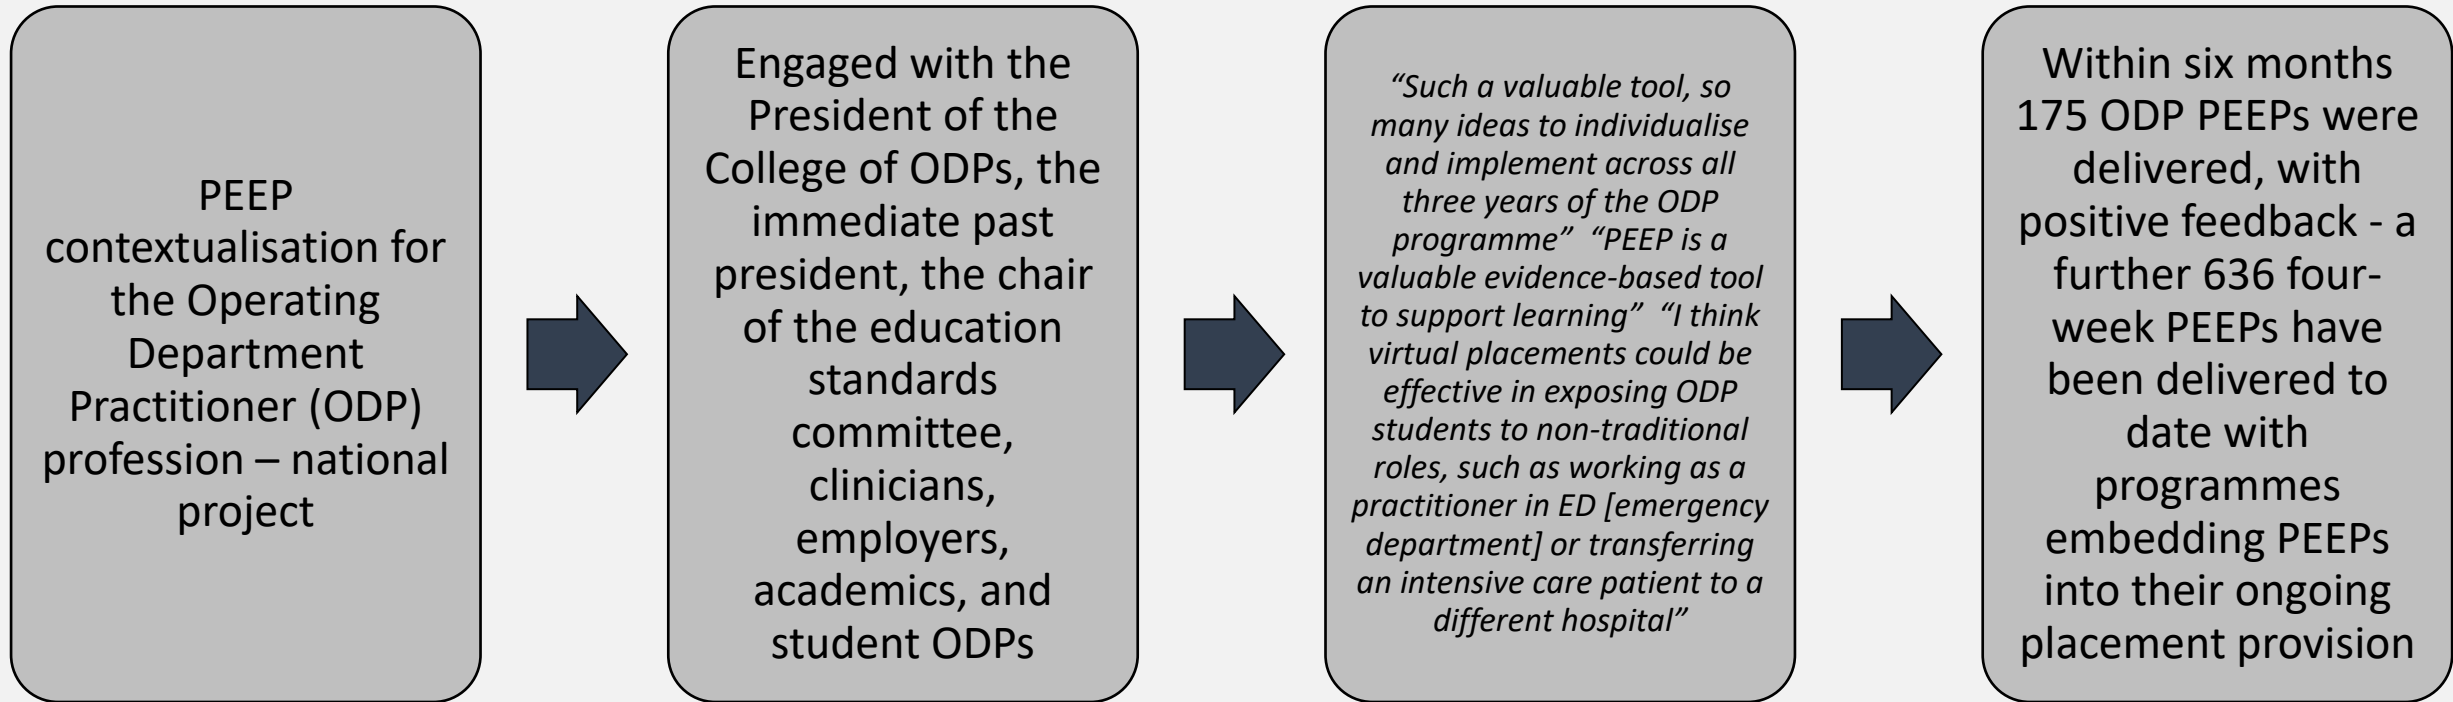 PEEP
contextualisation for
the Operating
Department
Practitioner (ODP)
profession – national
project
Engaged with the
President of the
College of ODPs, the
immediate past
president, the chair
of the education
standards
committee,
clinicians,
employers,
academics, and
student ODPs
“Such a valuable tool, so
many ideas to individualise
and implement across all
three years of the ODP
programme”  “PEEP is a
valuable evidence-based tool
to support learning”  “I think
virtual placements could be
effective in exposing ODP
students to non-traditional
roles, such as working as a
practitioner in ED [emergency
department] or transferring
an intensive care patient to a
different hospital”
Within six months
175 ODP PEEPs were
delivered, with
positive feedback - a
further 636 four-
week PEEPs have
been delivered to
date with
programmes
embedding PEEPs
into their ongoing
placement provision